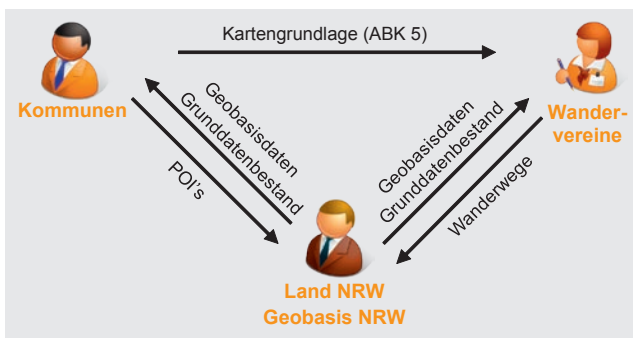 Kartengrundlage (ABK 5)
Kommunen
Wander-
vereine
Geobasisdaten
Grunddatenbestand
POI's
Geobasisdaten
Grunddatenbestand
Wanderwege
Land NRW
Geobasis NRW